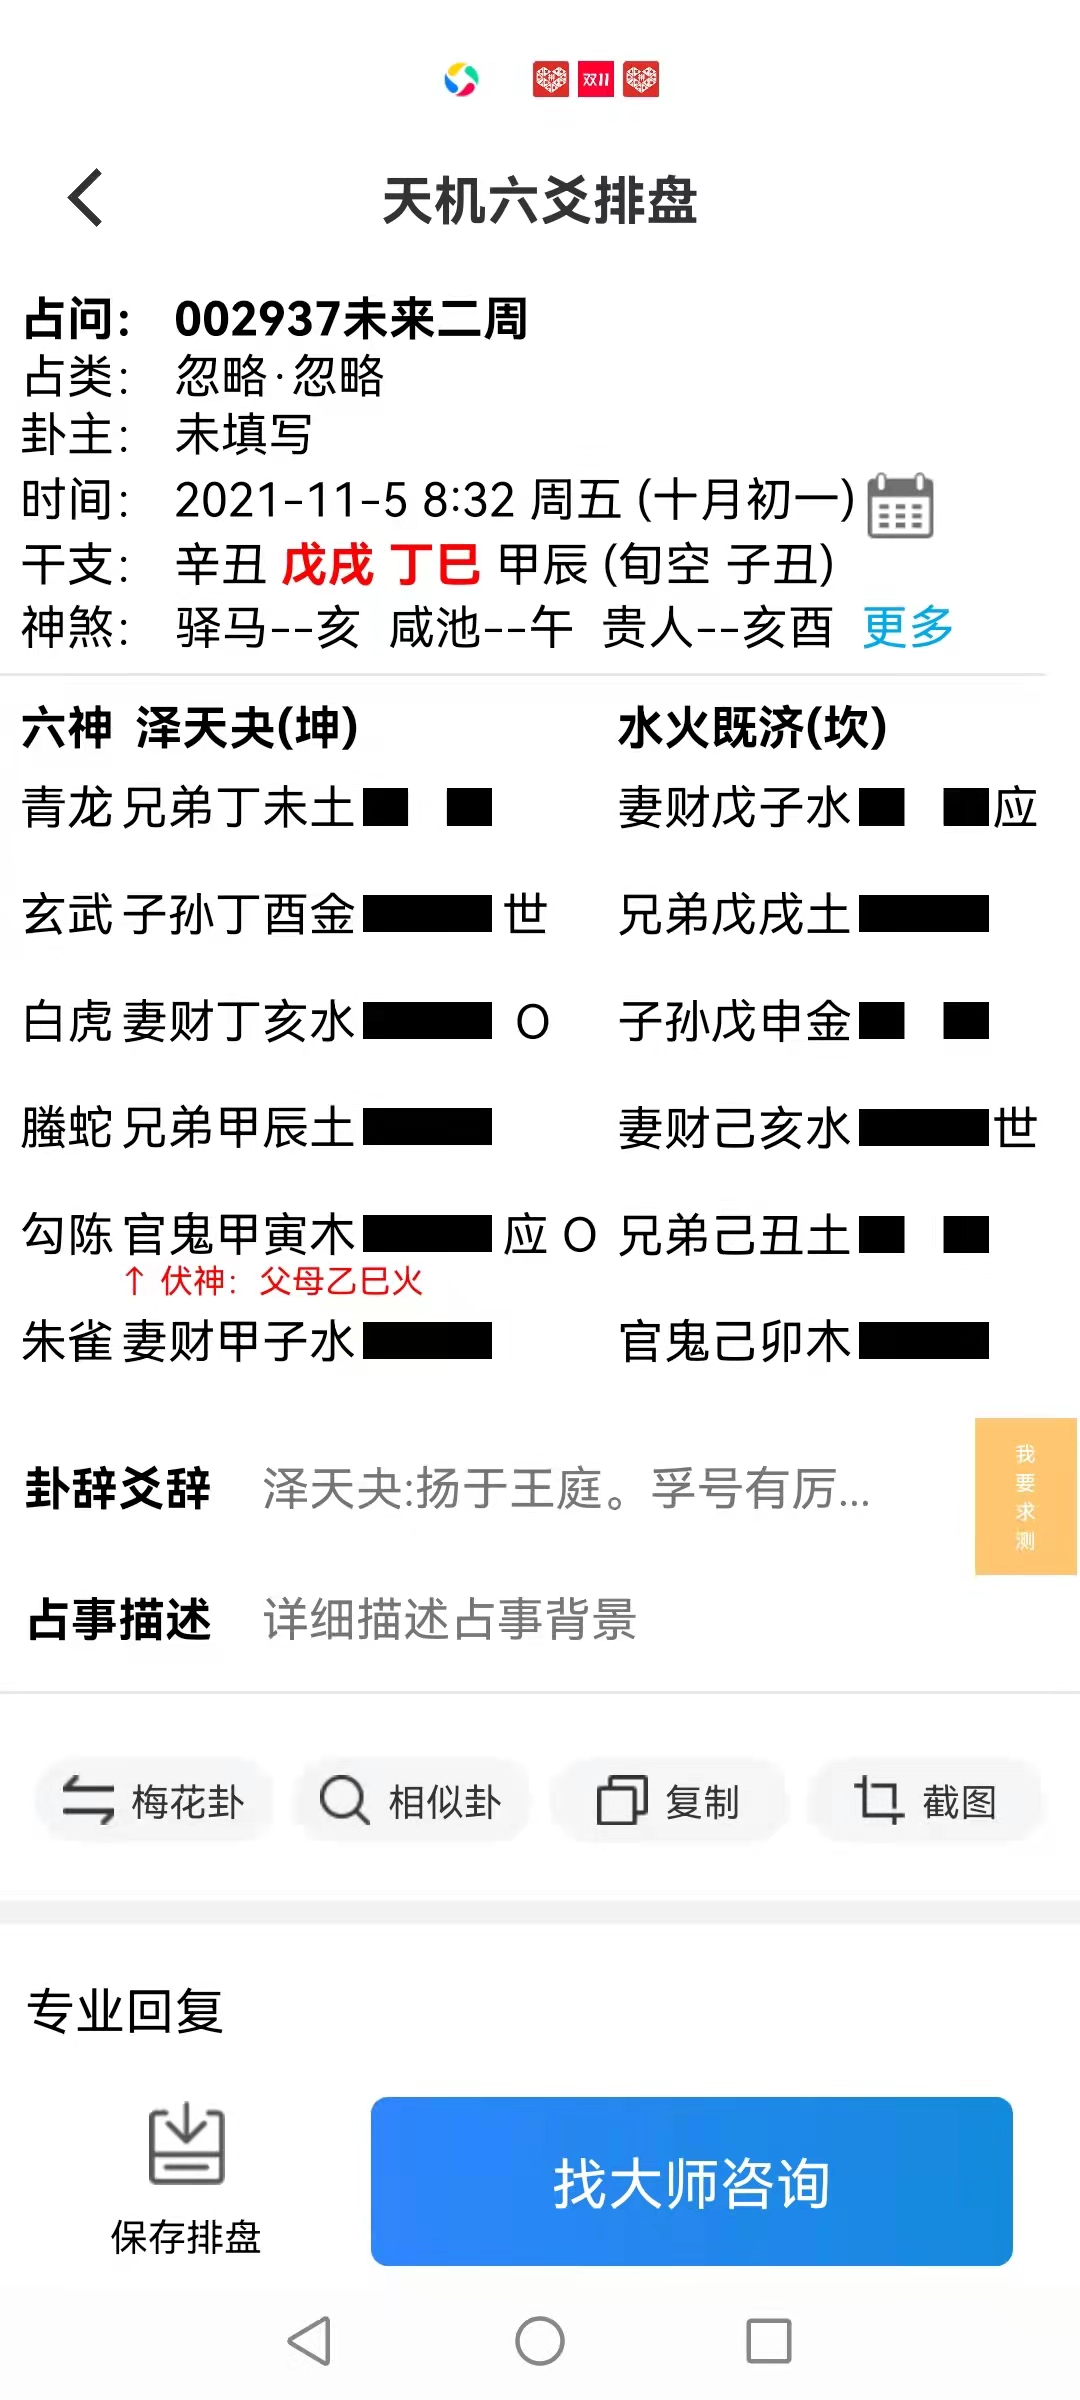 双11
天机六爻排盘
占问： 002937未来二周
占类： 忽略·忽略
卦主： 未填写
时间： 2021-11-5 8:32 周五 (十月初一)
干支： 辛丑 戊戌 丁巳 甲辰 (旬空 子丑)
神煞： 驿马--亥 咸池--午 贵人--亥酉 更多
六神 泽天夬(坤) 水火既济(坎)
青龙 兄弟丁未土 妻财戊子水 应
玄武 子孙丁酉金 世 兄弟戊戌土
白虎 妻财丁亥水 O 子孙戊申金
螣蛇 兄弟甲辰土 妻财己亥水 世
勾陈 官鬼甲寅木 应 O 兄弟己丑土
↑ 伏神：父母乙巳火
朱雀 妻财甲子水 官鬼己卯木
我要求测
卦辞爻辞 泽天夬:扬于王庭。孚号有厉...
占事描述 详细描述占事背景
梅花卦 相似卦 复制 截图
专业回复
保存排盘 找大师咨询